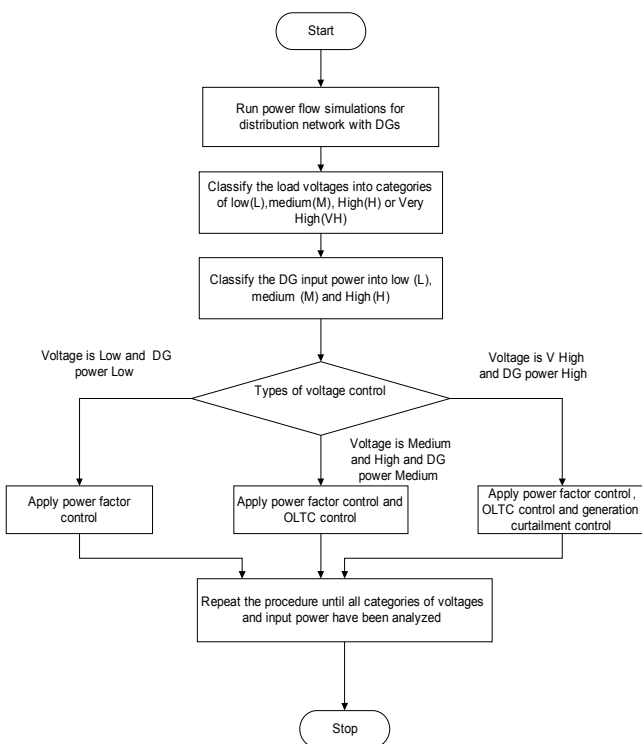 Start
Run power flow simulations for
distribution network with DGs
Classify the load voltages into categories
of low(L),medium(M), High(H) or Very
High(VH)
Classify the DG input power into low (L),
medium (M) and High(H)
Voltage is Low and DG
power Low
Types of voltage control
Voltage is V High
and DG power High
Voltage is Medium
and High and DG
power Medium
Apply power factor
control
Apply power factor control and
OLTC control
Apply power factor control ,
OLTC control and generation
curtailment control
Repeat the procedure until all categories of voltages
and input power have been analyzed
Stop